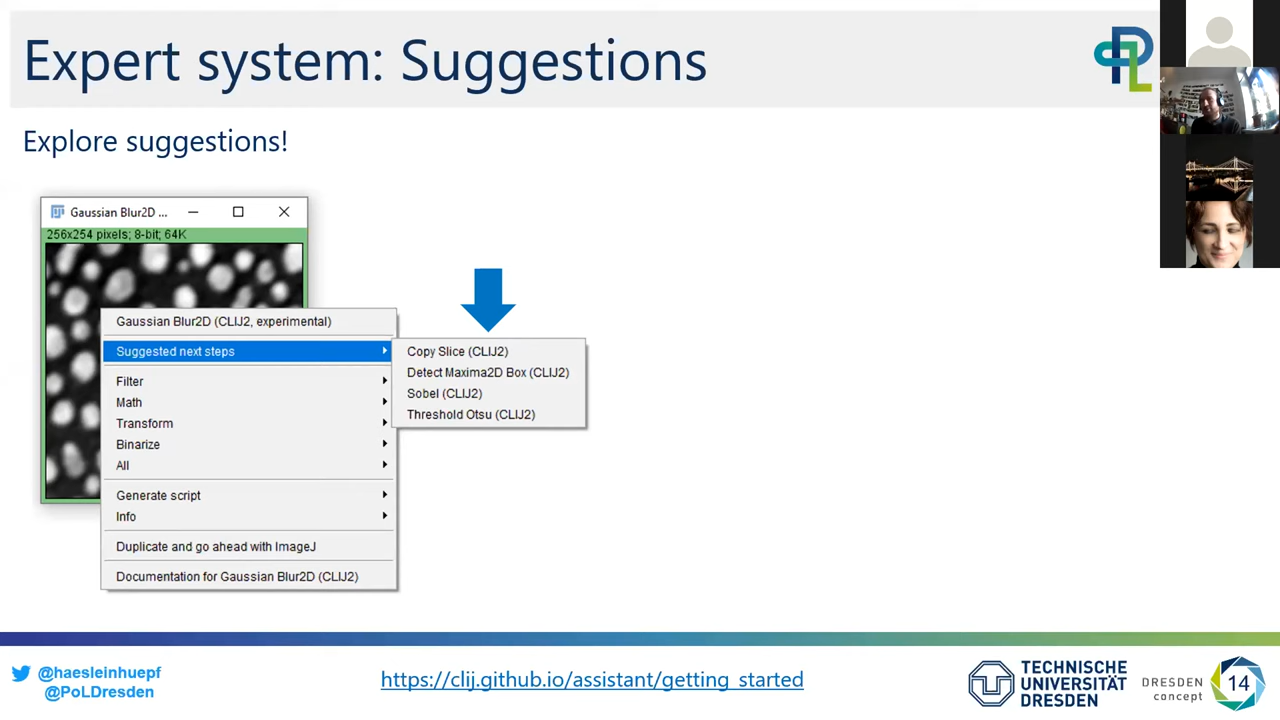 Expert system: Suggestions
Explore suggestions!
Gaussian Blur2D ...
256x254 pixels; 8-bit; 64K
Gaussian Blur2D (CLIJ2, experimental)
Suggested next steps
Filter
Math
Transform
Binarize
All
Generate script
Info
Duplicate and go ahead with ImageJ
Documentation for Gaussian Blur2D (CLIJ2)
Copy Slice (CLIJ2)
Detect Maxima2D Box (CLIJ2)
Sobel (CLIJ2)
Threshold Otsu (CLIJ2)
@haesleinhuepf
@PoLDresden
https://clij.github.io/assistant/getting_started
TECHNISCHE
UNIVERSITÄT
DRESDEN
DRESDEN
concept
14